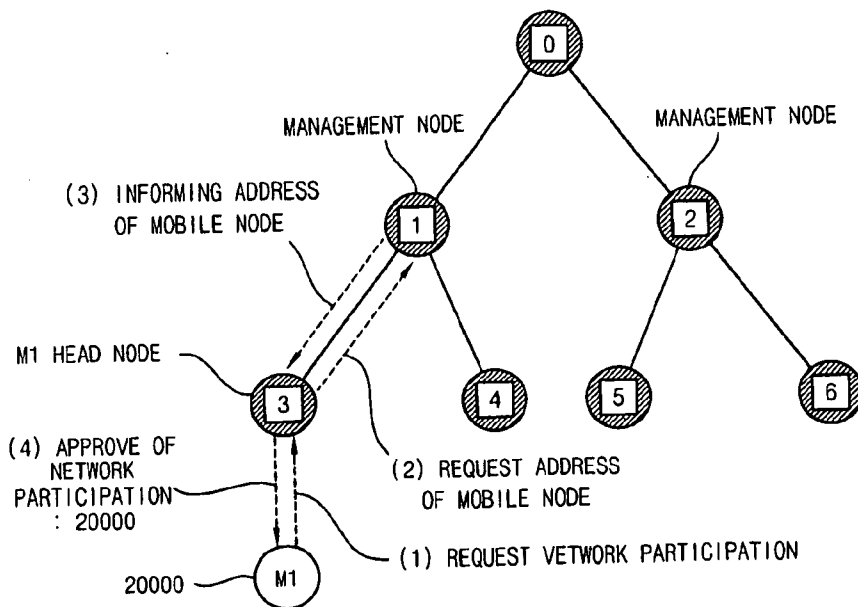 0
MANAGEMENT NODE
MANAGEMENT NODE
(3) INFORMING ADDRESS
OF MOBILE NODE
1
2
M1 HEAD NODE
3
4
5
6
(4) APPROVE OF
NETWORK
PARTICIPATION
: 20000
(2) REQUEST ADDRESS
OF MOBILE NODE
(1) REQUEST VETWORK PARTICIPATION
20000
M1